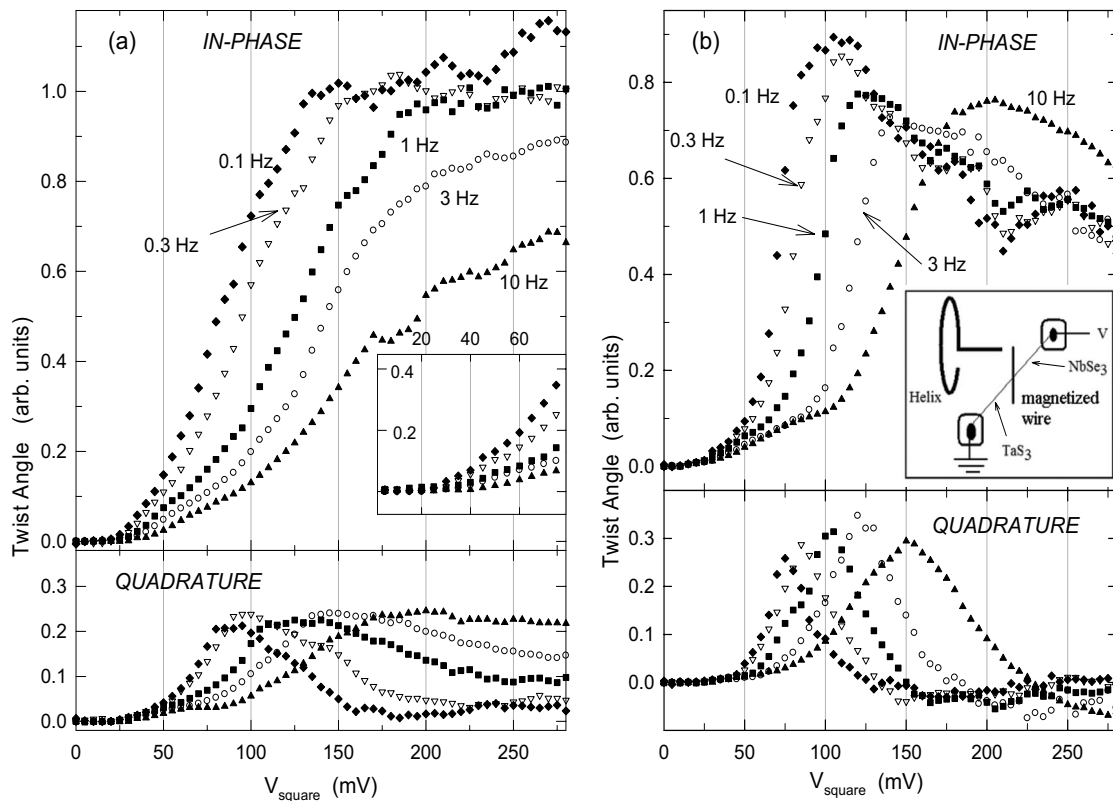 (a)
IN-PHASE
1.0
0.8
0.6
0.4
0.2
0.0
Twist Angle (arb. units)
0.1 Hz
0.3 Hz
1 Hz
3 Hz
10 Hz
20 40 60
0.4
0.2
QUADRATURE
0.3
0.2
0.1
0.0
0 50 100 150 200 250
V_square (mV)
(b)
IN-PHASE
0.8
0.6
0.4
0.2
0.0
Twist Angle (arb. units)
0.1 Hz
0.3 Hz
1 Hz
3 Hz
10 Hz
V
NbSe3
Helix
magnetized
wire
TaS3
QUADRATURE
0.3
0.2
0.1
0.0
0 50 100 150 200 250
V_square (mV)